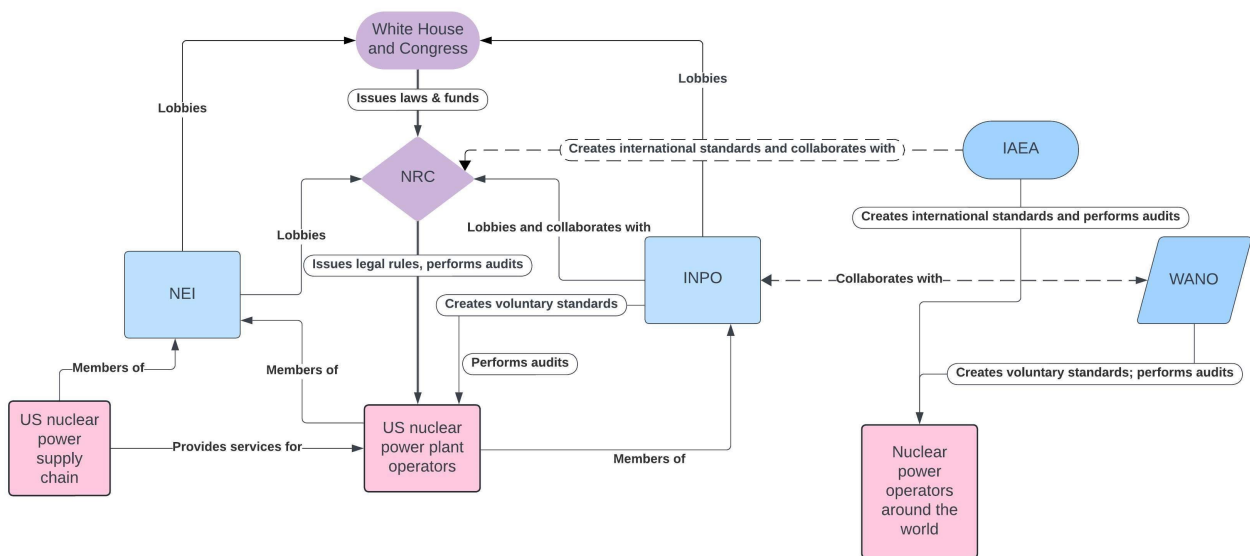 White House
and Congress
Lobbies
Lobbies
Issues laws & funds
Creates international standards and collaborates with
IAEA
NRC
Creates international standards and performs audits
Lobbies
Lobbies and collaborates with
Issues legal rules, performs audits
NEI
INPO
Collaborates with
WANO
Creates voluntary standards
Members of
Members of
Performs audits
Creates voluntary standards; performs audits
US nuclear
power
supply
chain
Provides services for
US nuclear
power plant
operators
Members of
Nuclear
power
operators
around the
world